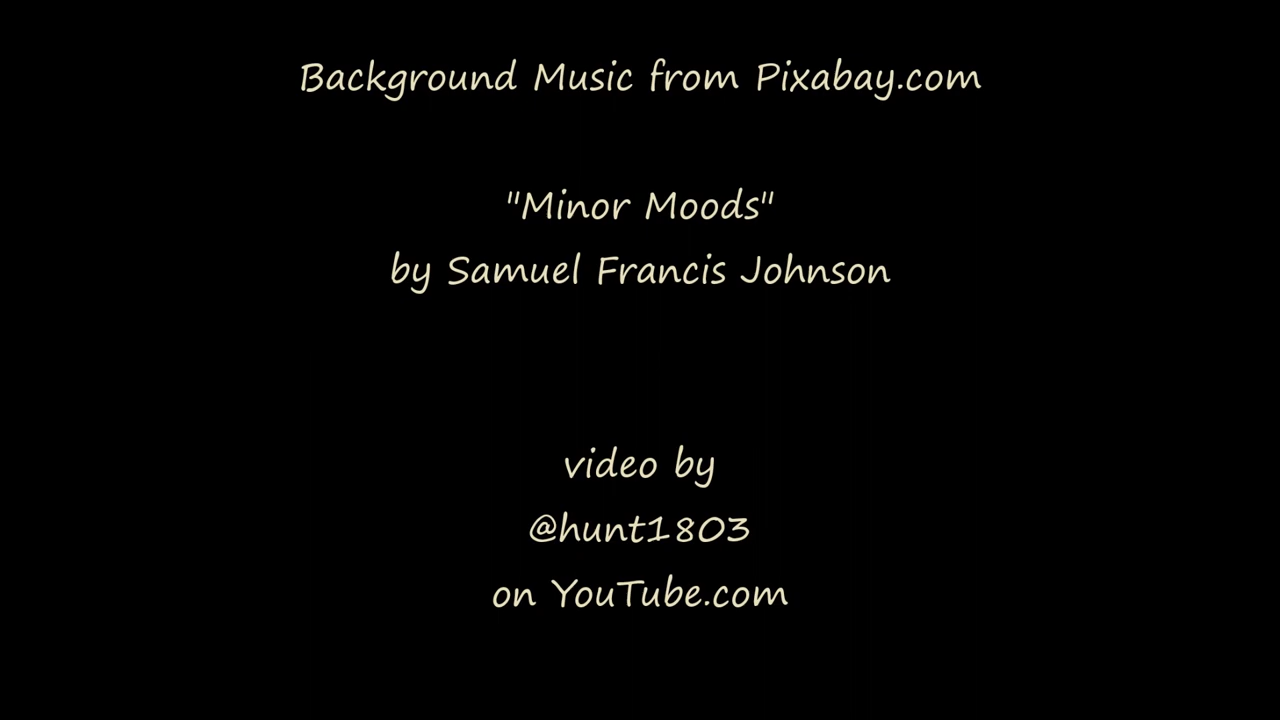 Background Music from Pixabay.com
"Minor Moods"
by Samuel Francis Johnson
video by
@hunt1803
on YouTube.com